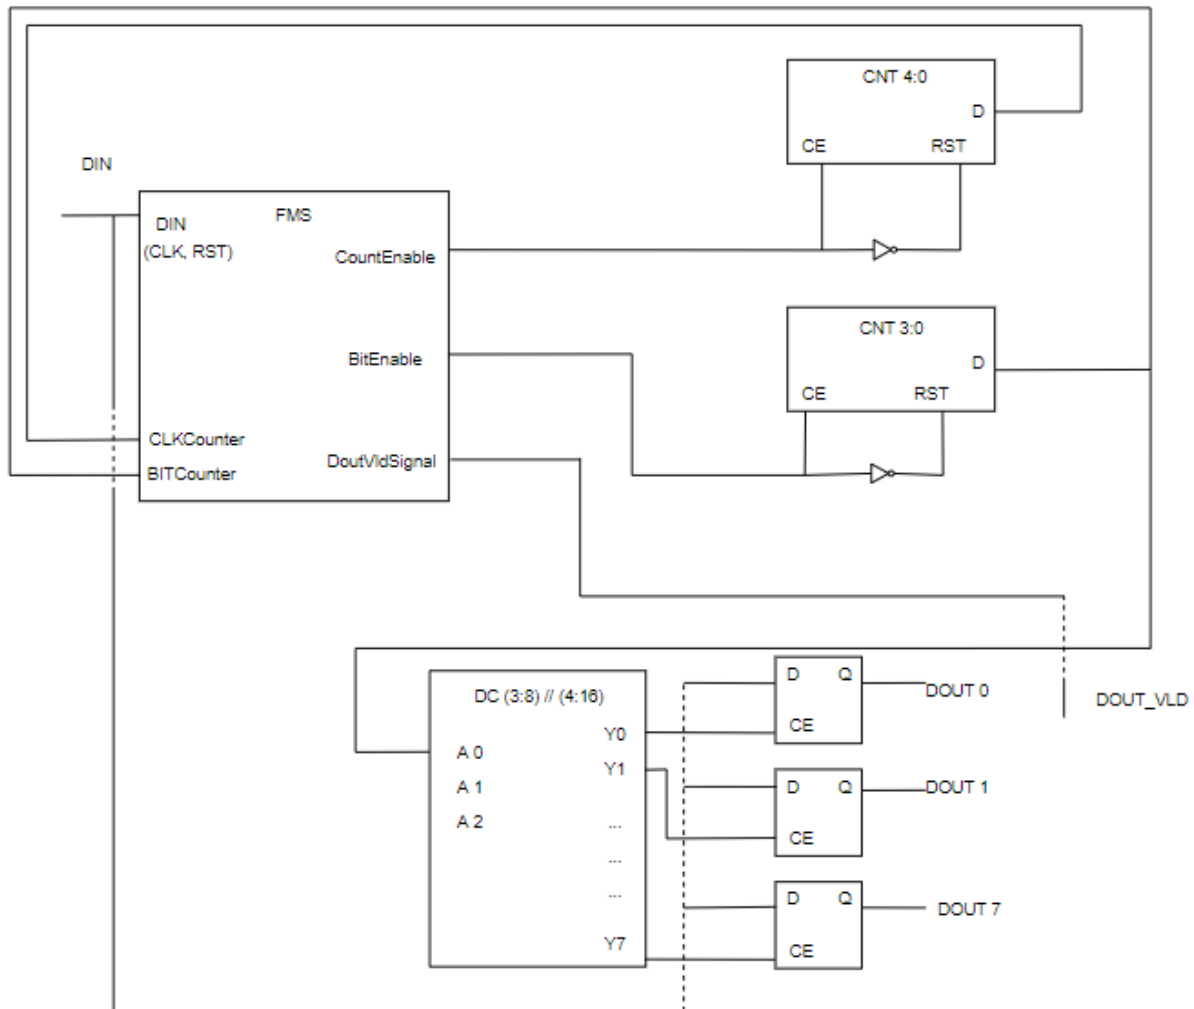 CNT 4:0
D
CE
RST
DIN
FMS
DIN
(CLK, RST)
CountEnable
CNT 3:0
BitEnable
D
CE
RST
CLKCounter
DoutVldSignal
BITCounter
D
Q
DC (3:8) // (4:16)
DOUT 0
DOUT_VLD
Y0
CE
A 0
Y1
A 1
D
Q
DOUT 1
A 2
...
CE
...
...
D
Q
DOUT 7
Y7
CE